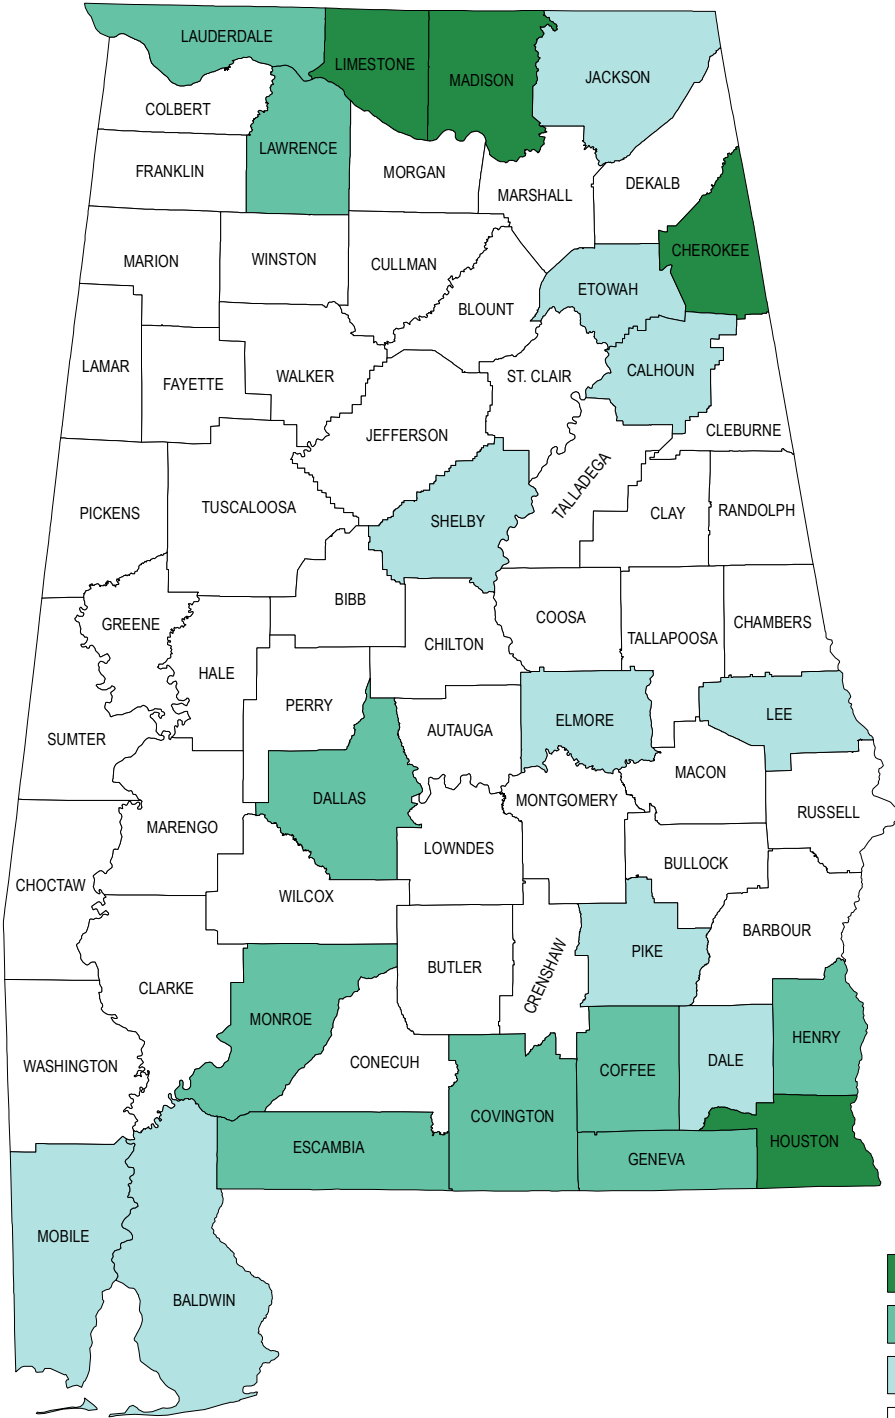 LAUDERDALE
LIMESTONE
MADISON
JACKSON
COLBERT
LAWRENCE
FRANKLIN
MORGAN
MARSHALL
DEKALB
CHEROKEE
MARION
WINSTON
CULLMAN
ETOWAH
BLOUNT
LAMAR
FAYETTE
WALKER
ST. CLAIR
CALHOUN
JEFFERSON
CLEBURNE
TALLADEGA
PICKENS
TUSCALOOSA
SHELBY
CLAY
RANDOLPH
BIBB
GREENE
COOSA
CHAMBERS
TALLAPOOSA
CHILTON
HALE
PERRY
LEE
ELMORE
AUTAUGA
SUMTER
MACON
DALLAS
MONTGOMERY
RUSSELL
MARENGO
LOWNDES
BULLOCK
CHOCTAW
WILCOX
BARBOUR
PIKE
BUTLER
CRENSHAW
CLARKE
MONROE
HENRY
CONECUH
DALE
WASHINGTON
COFFEE
COVINGTON
HOUSTON
ESCAMBIA
GENEVA
MOBILE
BALDWIN